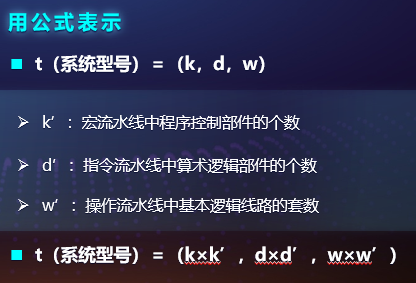 用公式表示
■ t（系统型号）=（k，d，w）
➢ k′：宏流水线中程序控制部件的个数
➢ d′：指令流水线中算术逻辑部件的个数
➢ w′：操作流水线中基本逻辑线路的套数
■ t（系统型号）=（k×k′，d×d′，w×w′）